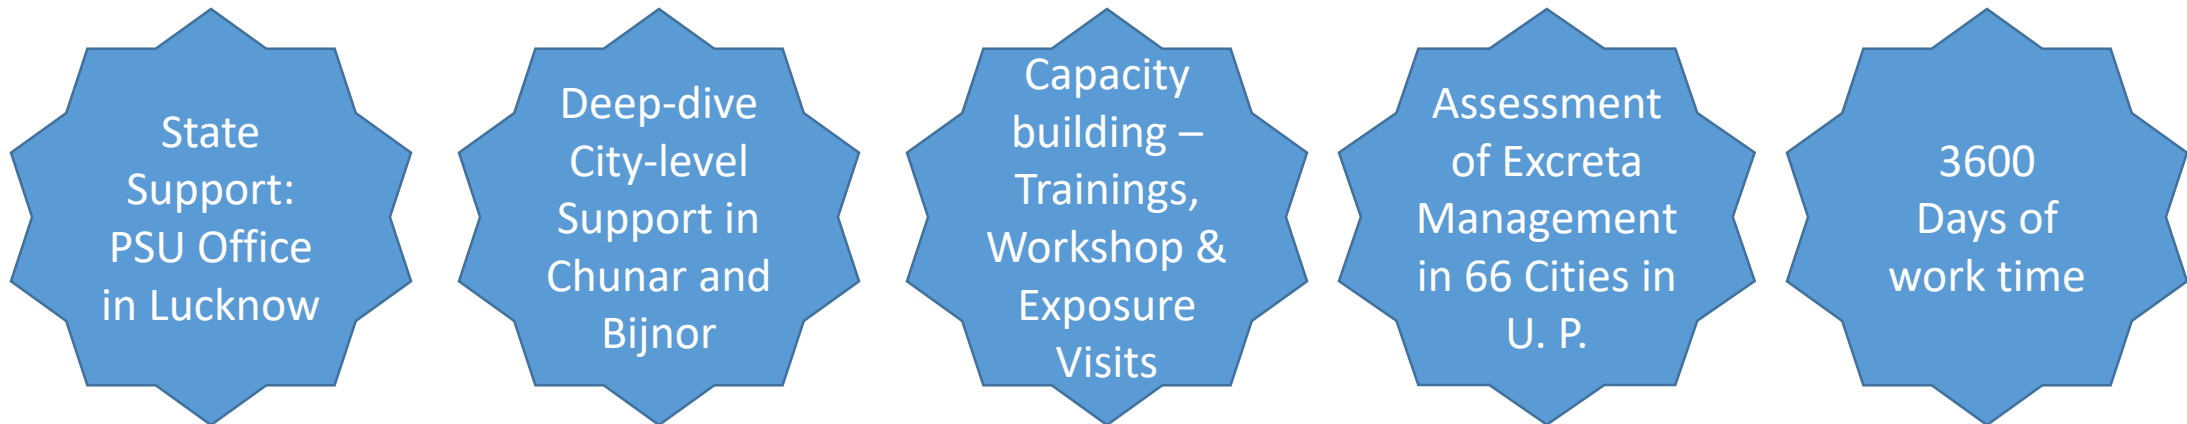 State
Support:
PSU Office
in Lucknow
Deep-dive
City-level
Support in
Chunar and
Bijnor
Capacity
building –
Trainings,
Workshop &
Exposure
Visits
Assessment
of Excreta
Management
in 66 Cities in
U. P.
3600
Days of
work time